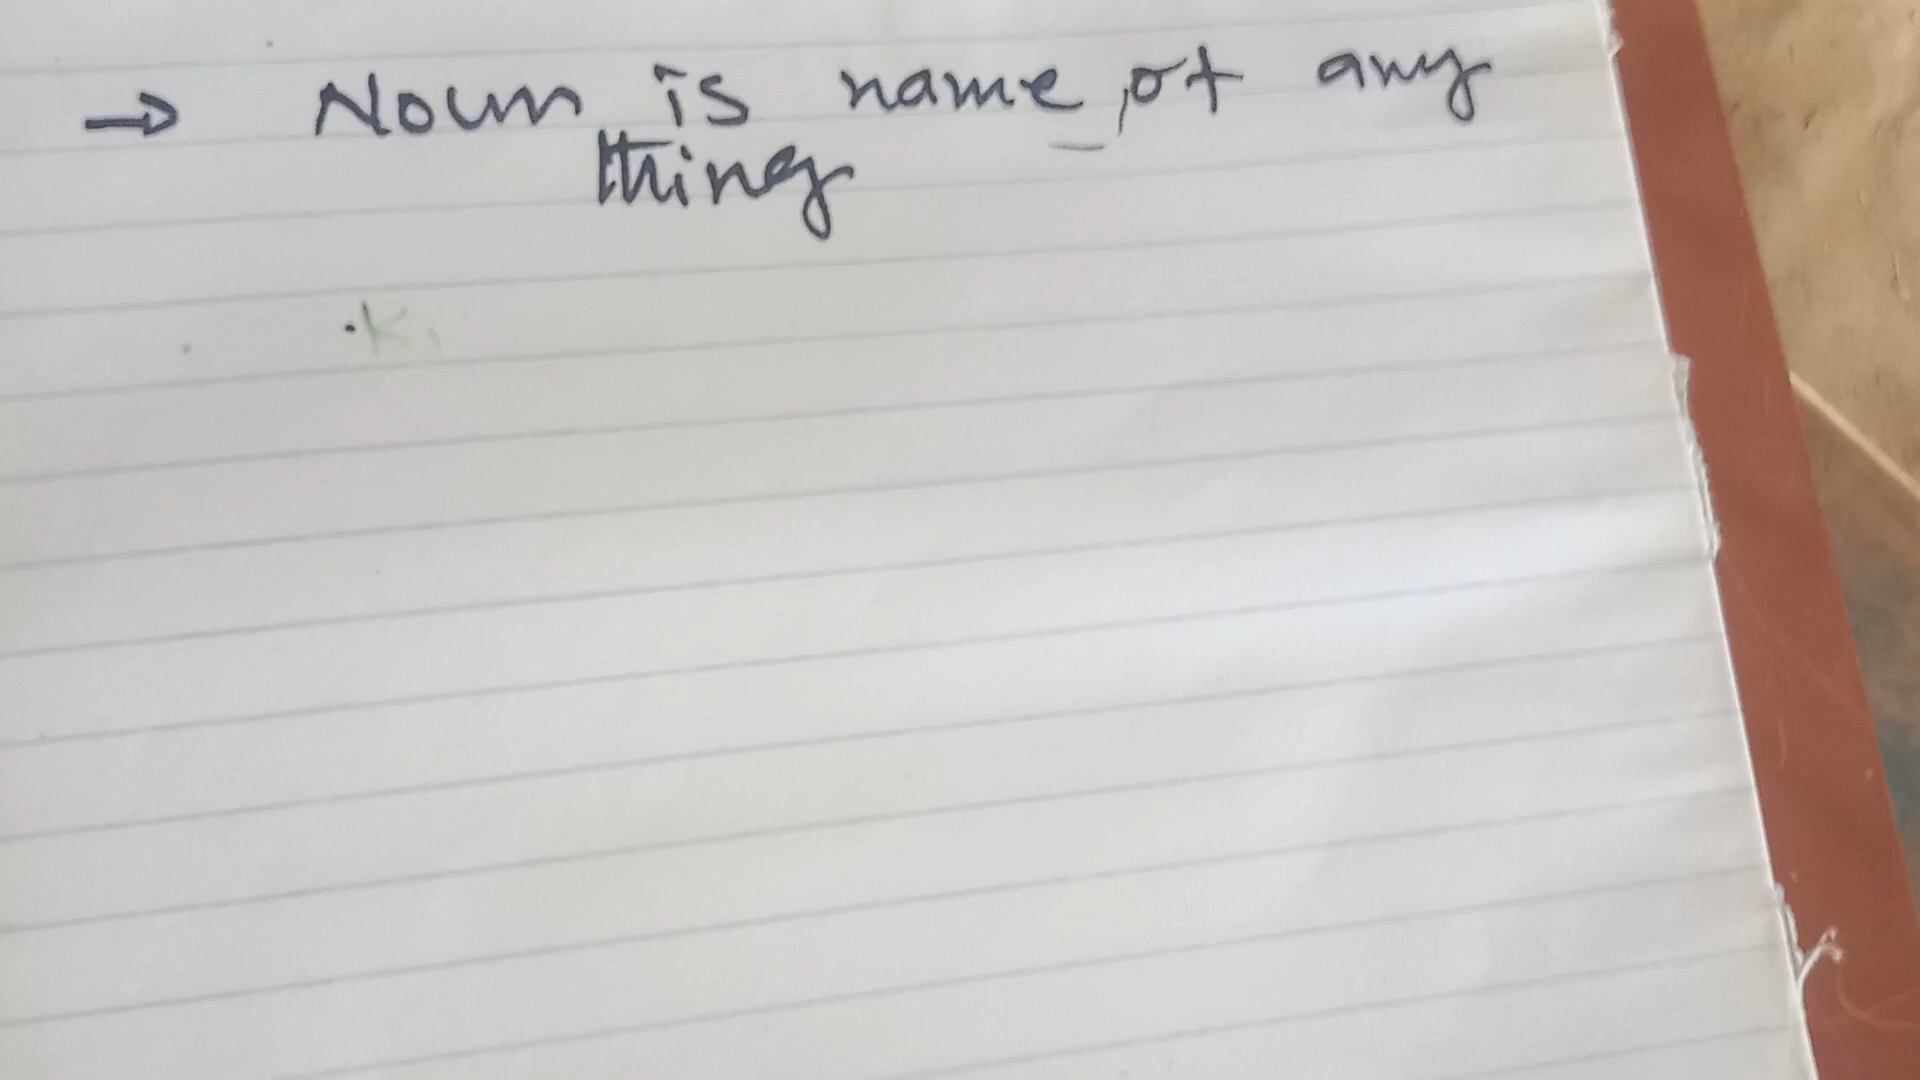 → Noun is name of any
thing